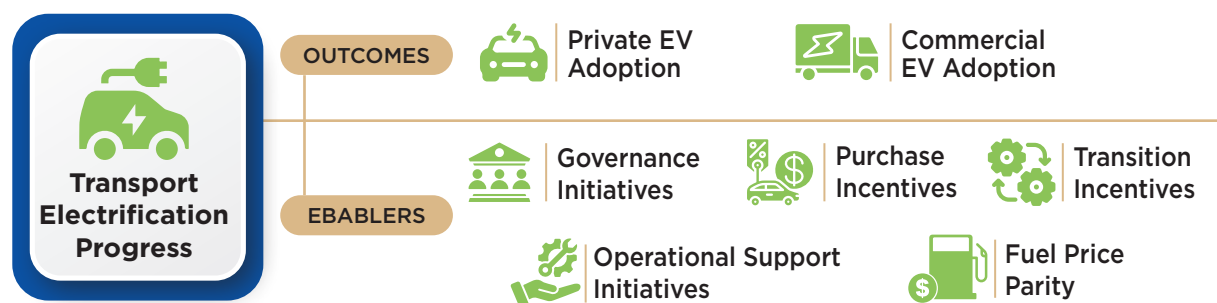 Transport
Electrification
Progress
OUTCOMES
Private EV
Adoption
Commercial
EV Adoption
EBABLERS
Governance
Initiatives
%
$
Purchase
Incentives
Transition
Incentives
Operational Support
Initiatives
$
Fuel Price
Parity